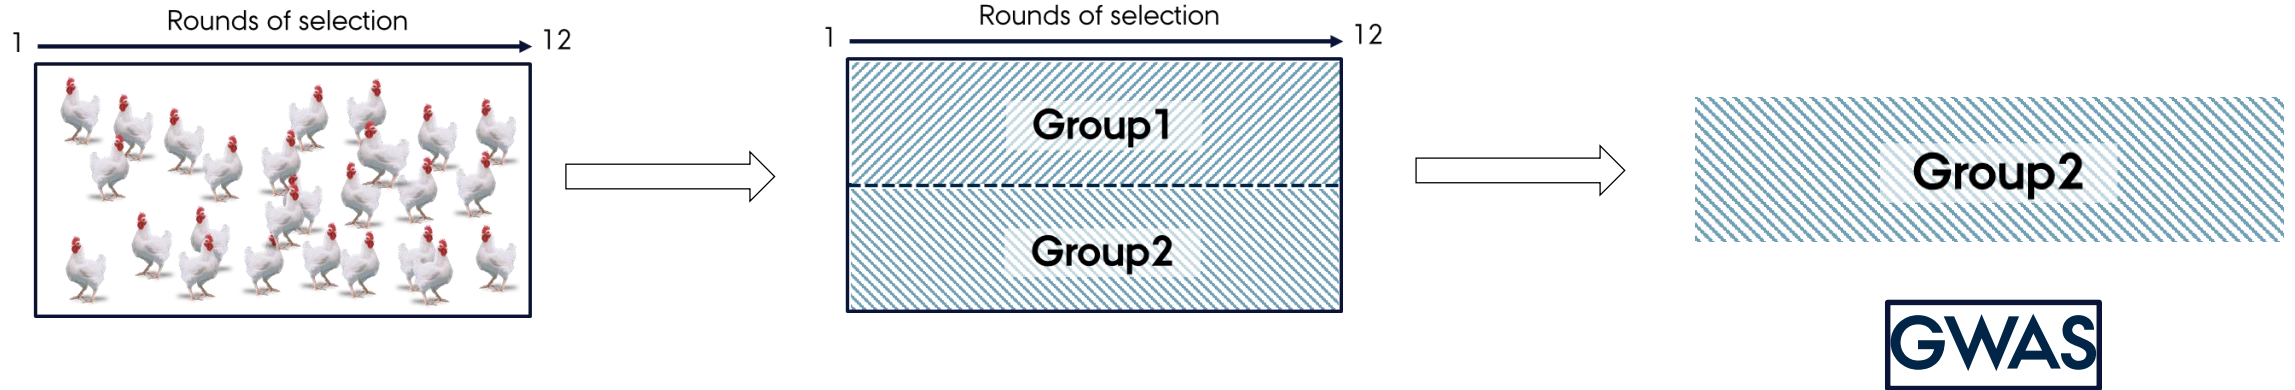 Rounds of selection
1
12
Rounds of selection
1
12
Group1
Group2
Group2
GWAS